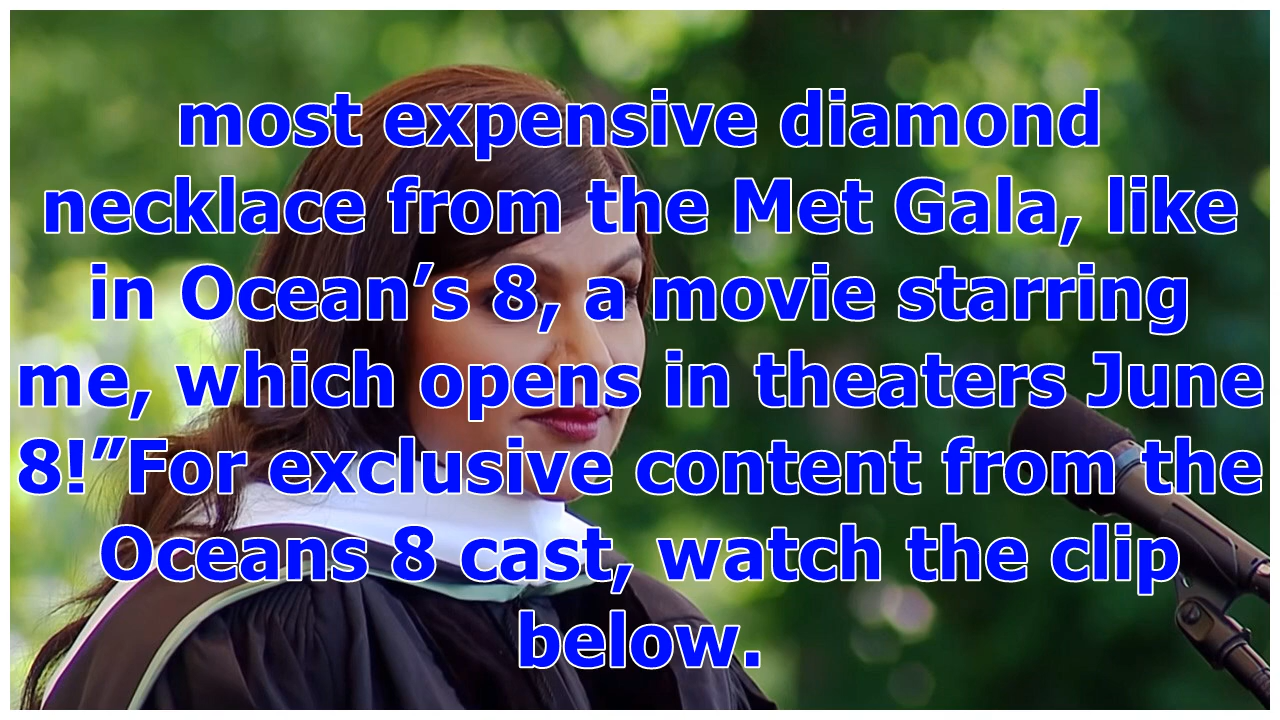 most expensive diamond
necklace from the Met Gala, like
in Ocean’s 8, a movie starring
me, which opens in theaters June
8!”For exclusive content from the
Oceans 8 cast, watch the clip
below.